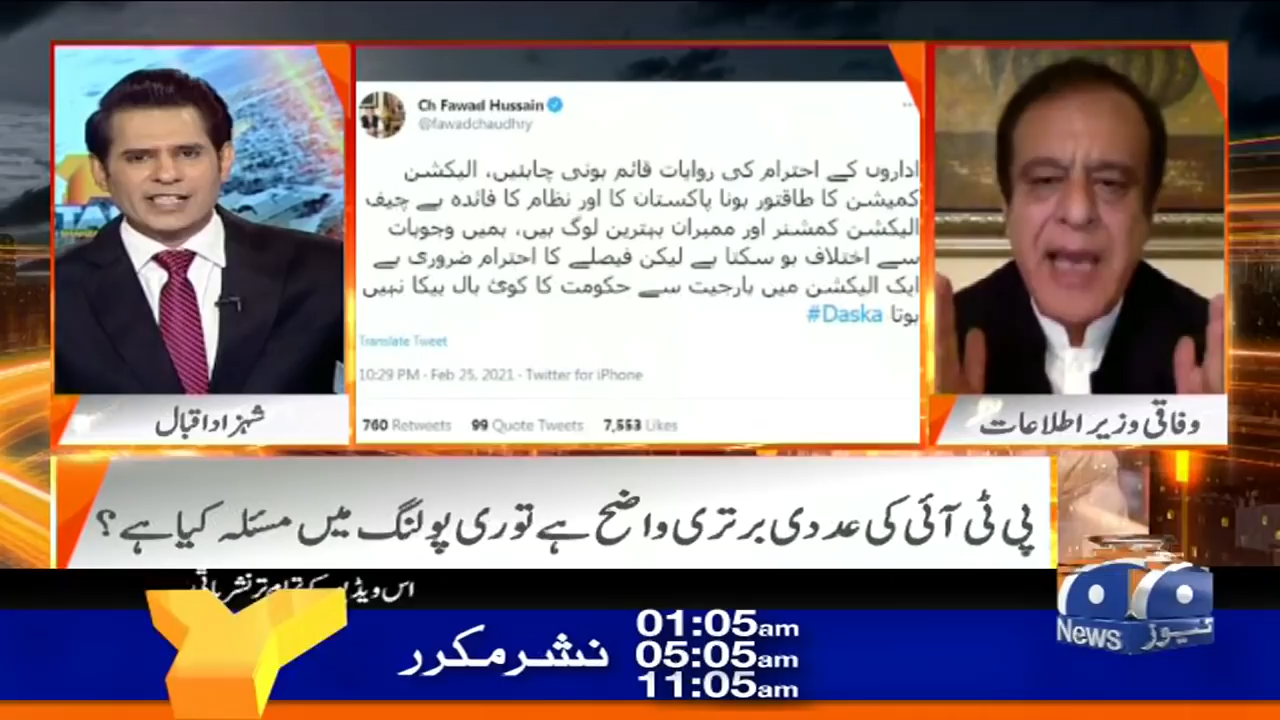 Ch Fawad Hussain
@fawadchaudhry
اداروں کے احترام کی روایات قائم ہونی چاہئیں، الیکشن
کمیشن کا طاقتور ہونا پاکستان کا اور نظام کا فائدہ ہے چیف
الیکشن کمشنر اور ممبران بہترین لوگ ہیں، ہمیں وجوہات
سے اختلاف ہو سکتا ہے لیکن فیصلے کا احترام ضروری ہے
ایک الیکشن میں ہارجیت سے حکومت کا کوئ بال بیکا نہیں
ہوتا #Daska
Translate Tweet
10:29 PM - Feb 25, 2021 - Twitter for iPhone
760 Retweets 99 Quote Tweets 7,553 Likes
شہزاد اقبال
وفاقی وزیر اطلاعات
پی ٹی آئی کی عددی برتری واضح ہے تو ری پولنگ میں مسئلہ کیا ہے؟
اس ویڈیو کے تمام تر نشریاتی
نشر مکرر
01:05am
05:05am
11:05am
News نیوز